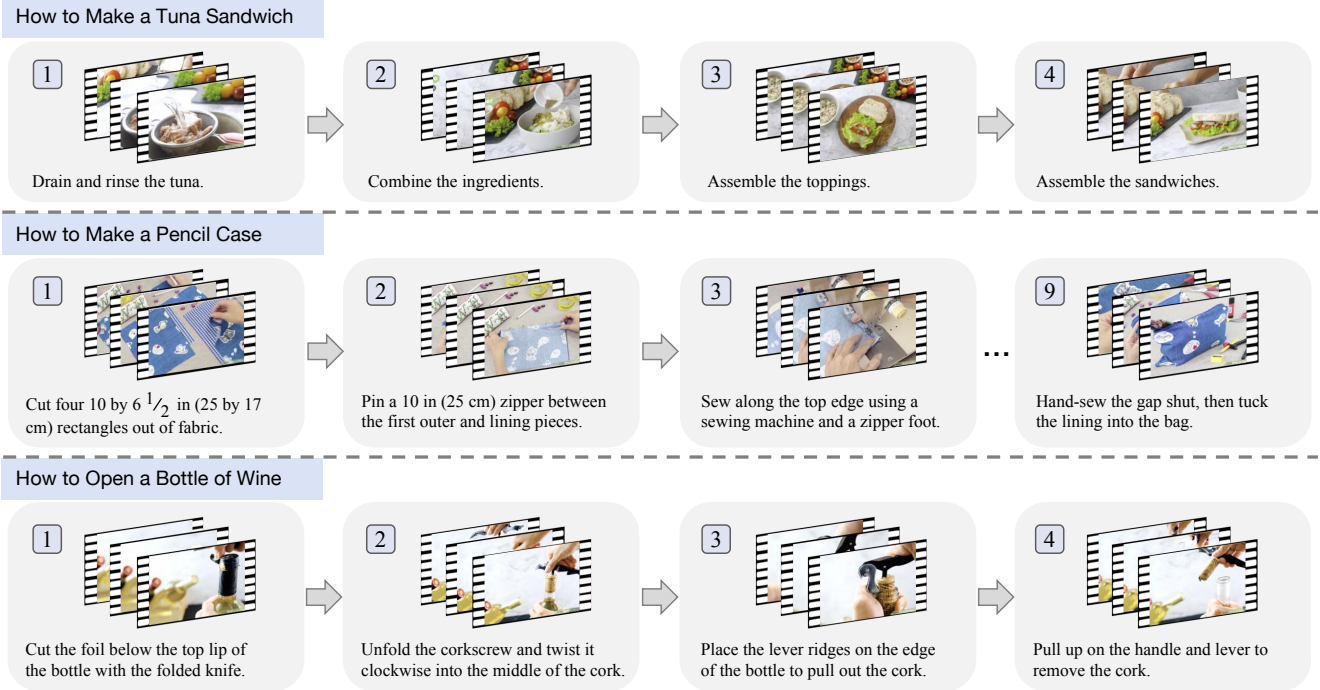 How to Make a Tuna Sandwich
1
2
3
4
Drain and rinse the tuna.
Combine the ingredients.
Assemble the toppings.
Assemble the sandwiches.
How to Make a Pencil Case
1
2
3
...
9
Cut four 10 by 6 1/2 in (25 by 17
cm) rectangles out of fabric.
Pin a 10 in (25 cm) zipper between
the first outer and lining pieces.
Sew along the top edge using a
sewing machine and a zipper foot.
Hand-sew the gap shut, then tuck
the lining into the bag.
How to Open a Bottle of Wine
1
2
3
4
Cut the foil below the top lip of
the bottle with the folded knife.
Unfold the corkscrew and twist it
clockwise into the middle of the cork.
Place the lever ridges on the edge
of the bottle to pull out the cork.
Pull up on the handle and lever to
remove the cork.